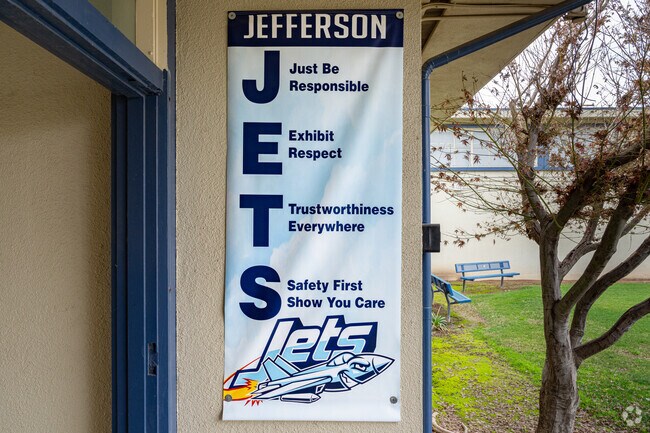 JEFFERSON
J Just Be
Responsible
E Exhibit
Respect
T Trustworthiness
Everywhere
S Safety First
Show You Care
Jets